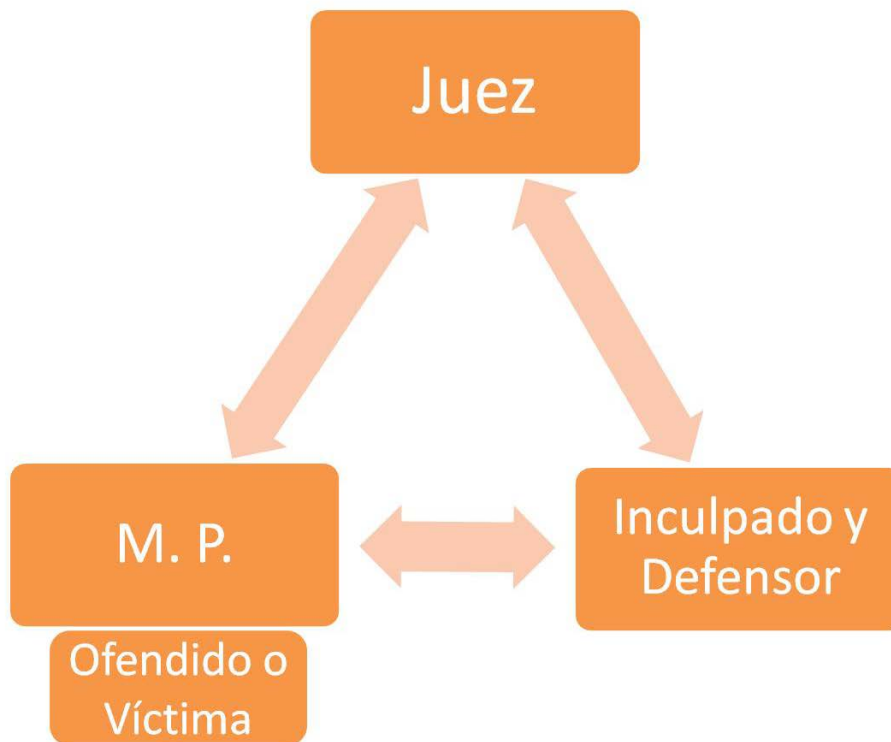 Juez
M. P.
Inculpado y
Defensor
Ofendido o
Víctima